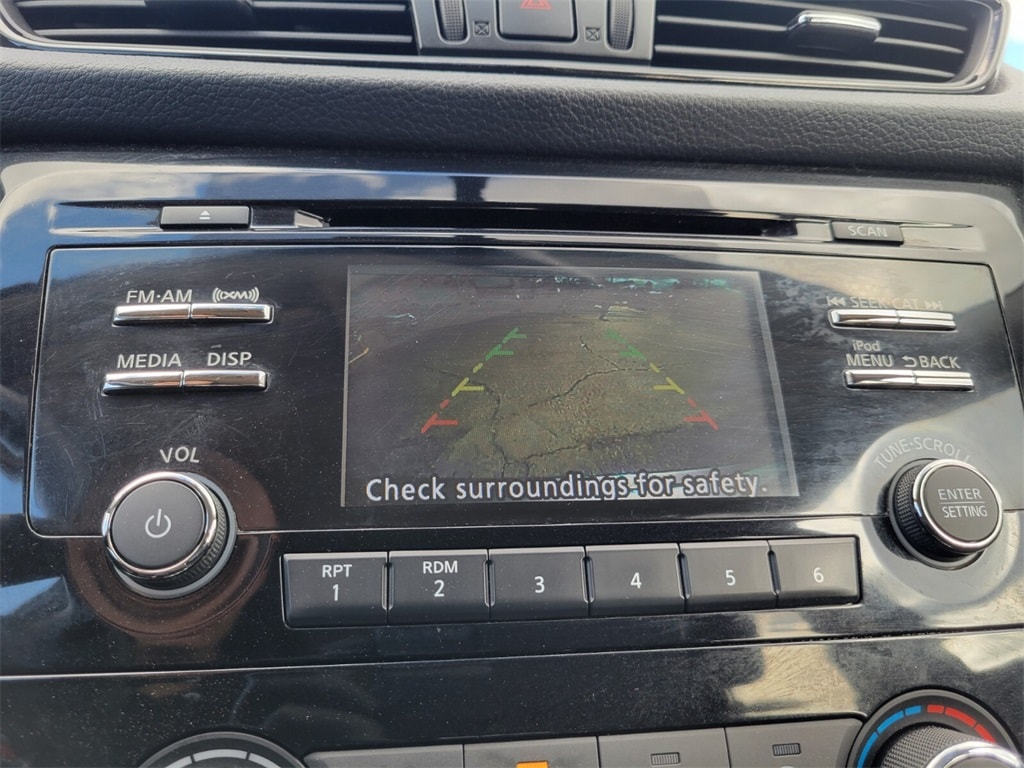 SCAN
FM·AM
((XM))
SEEK·CAT
MEDIA
DISP
iPod
MENU
BACK
VOL
TUNE·SCROLL
ENTER
SETTING
Check surroundings for safety.
RPT
1
RDM
2
3
4
5
6